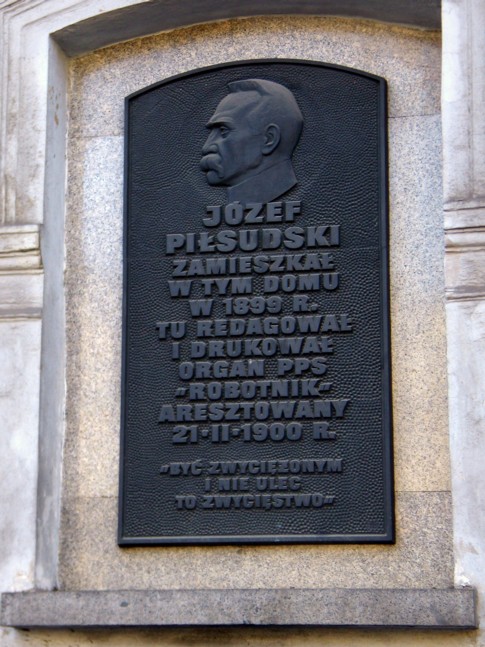 JÓZEF
PIŁSUDSKI
ZAMIESZKAŁ
W TYM DOMU
W 1899 R.
TU REDAGOWAŁ
I DRUKOWAŁ
ORGAN PPS
"ROBOTNIK"
ARESZTOWANY
21·II·1900 R.
"BYĆ ZWYCIĘŻONYM
I NIE ULEC
TO ZWYCIĘSTWO"